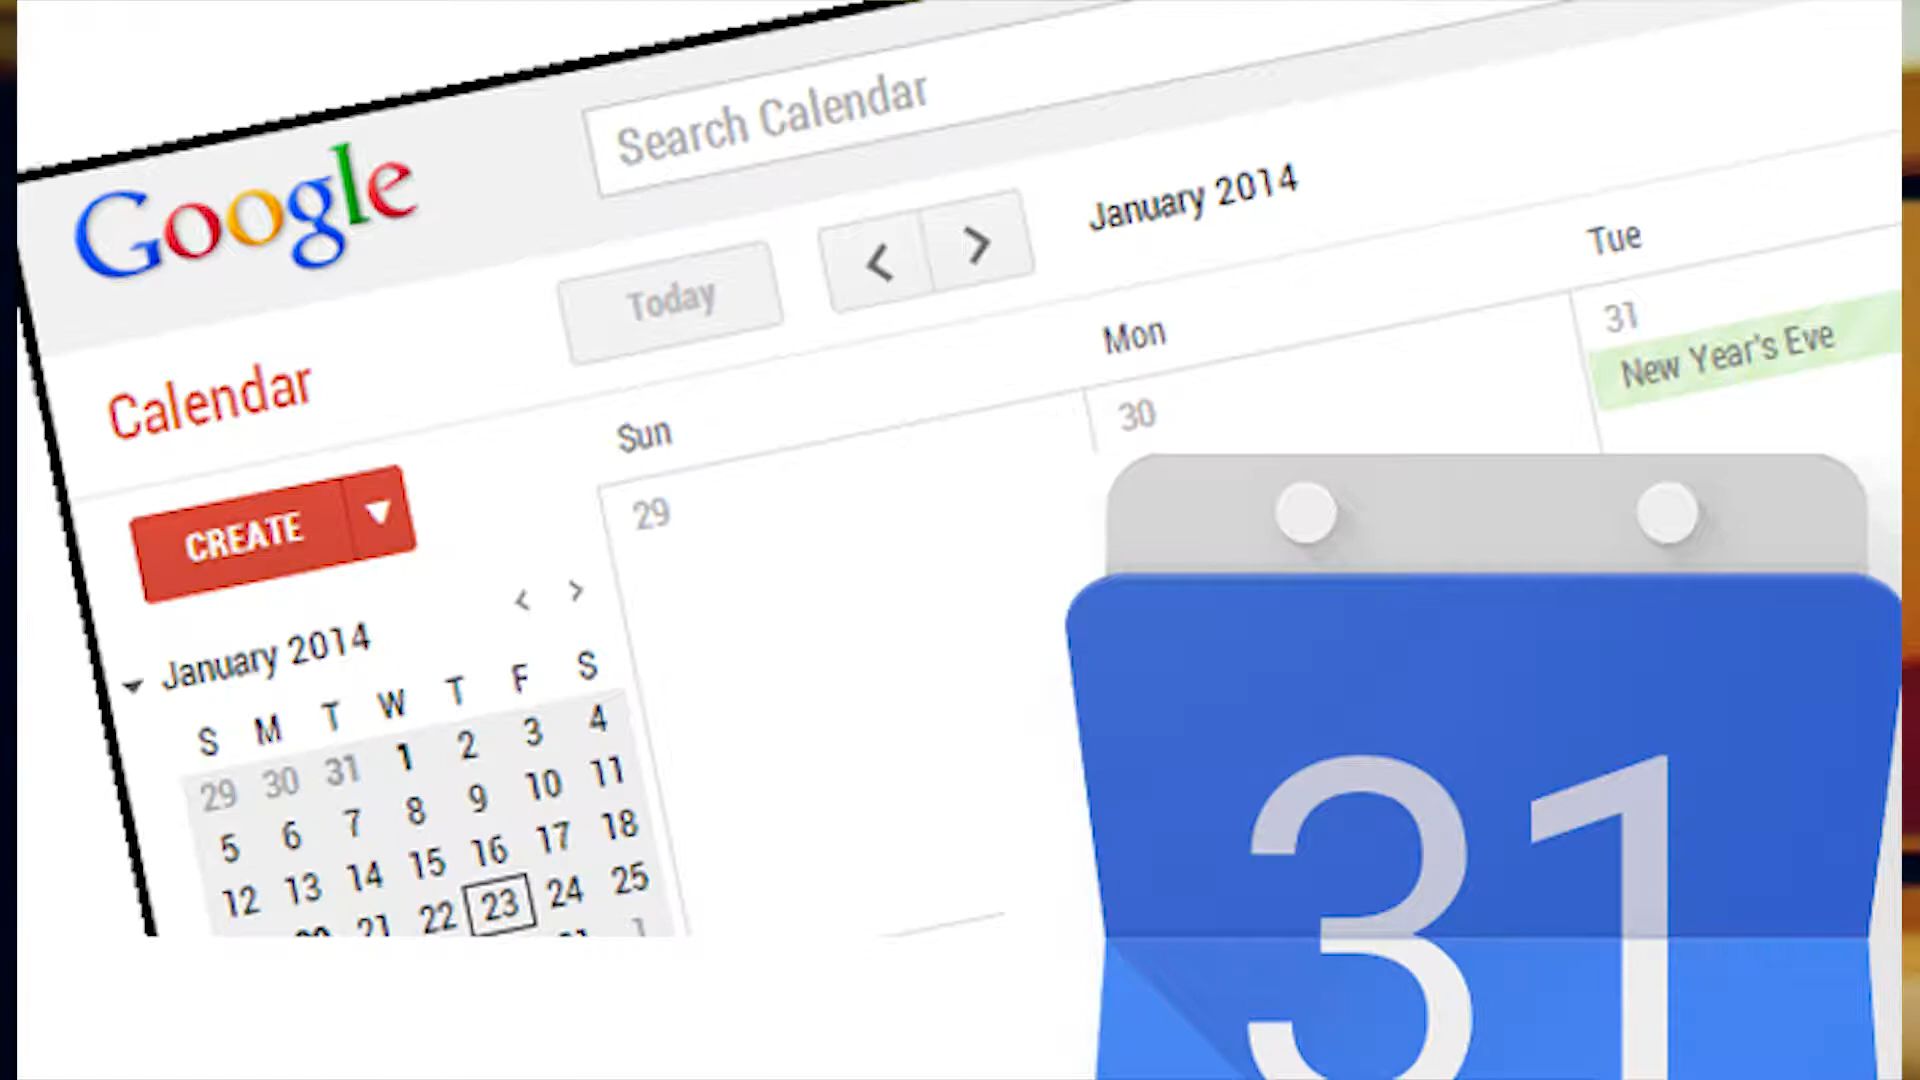 Search Calendar
Google
Today
January 2014
Calendar
Sun
Mon
Tue
29
30
31
New Year's Eve
CREATE
January 2014
S M T W T F S
29 30 31 1 2 3 4
5 6 7 8 9 10 11
12 13 14 15 16 17 18
21 22 23 24 25
31